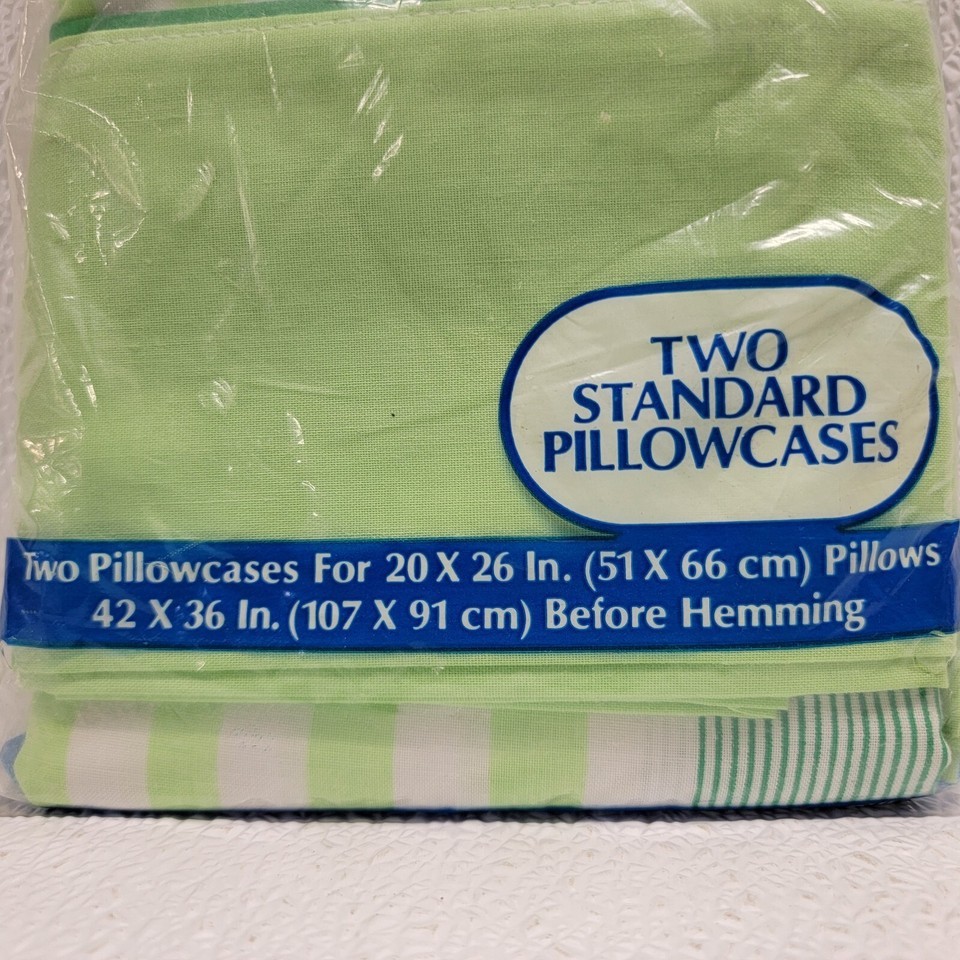 TWO
STANDARD
PILLOWCASES
Two Pillowcases For 20 X 26 In. (51 X 66 cm) Pillows
42 X 36 In. (107 X 91 cm) Before Hemming